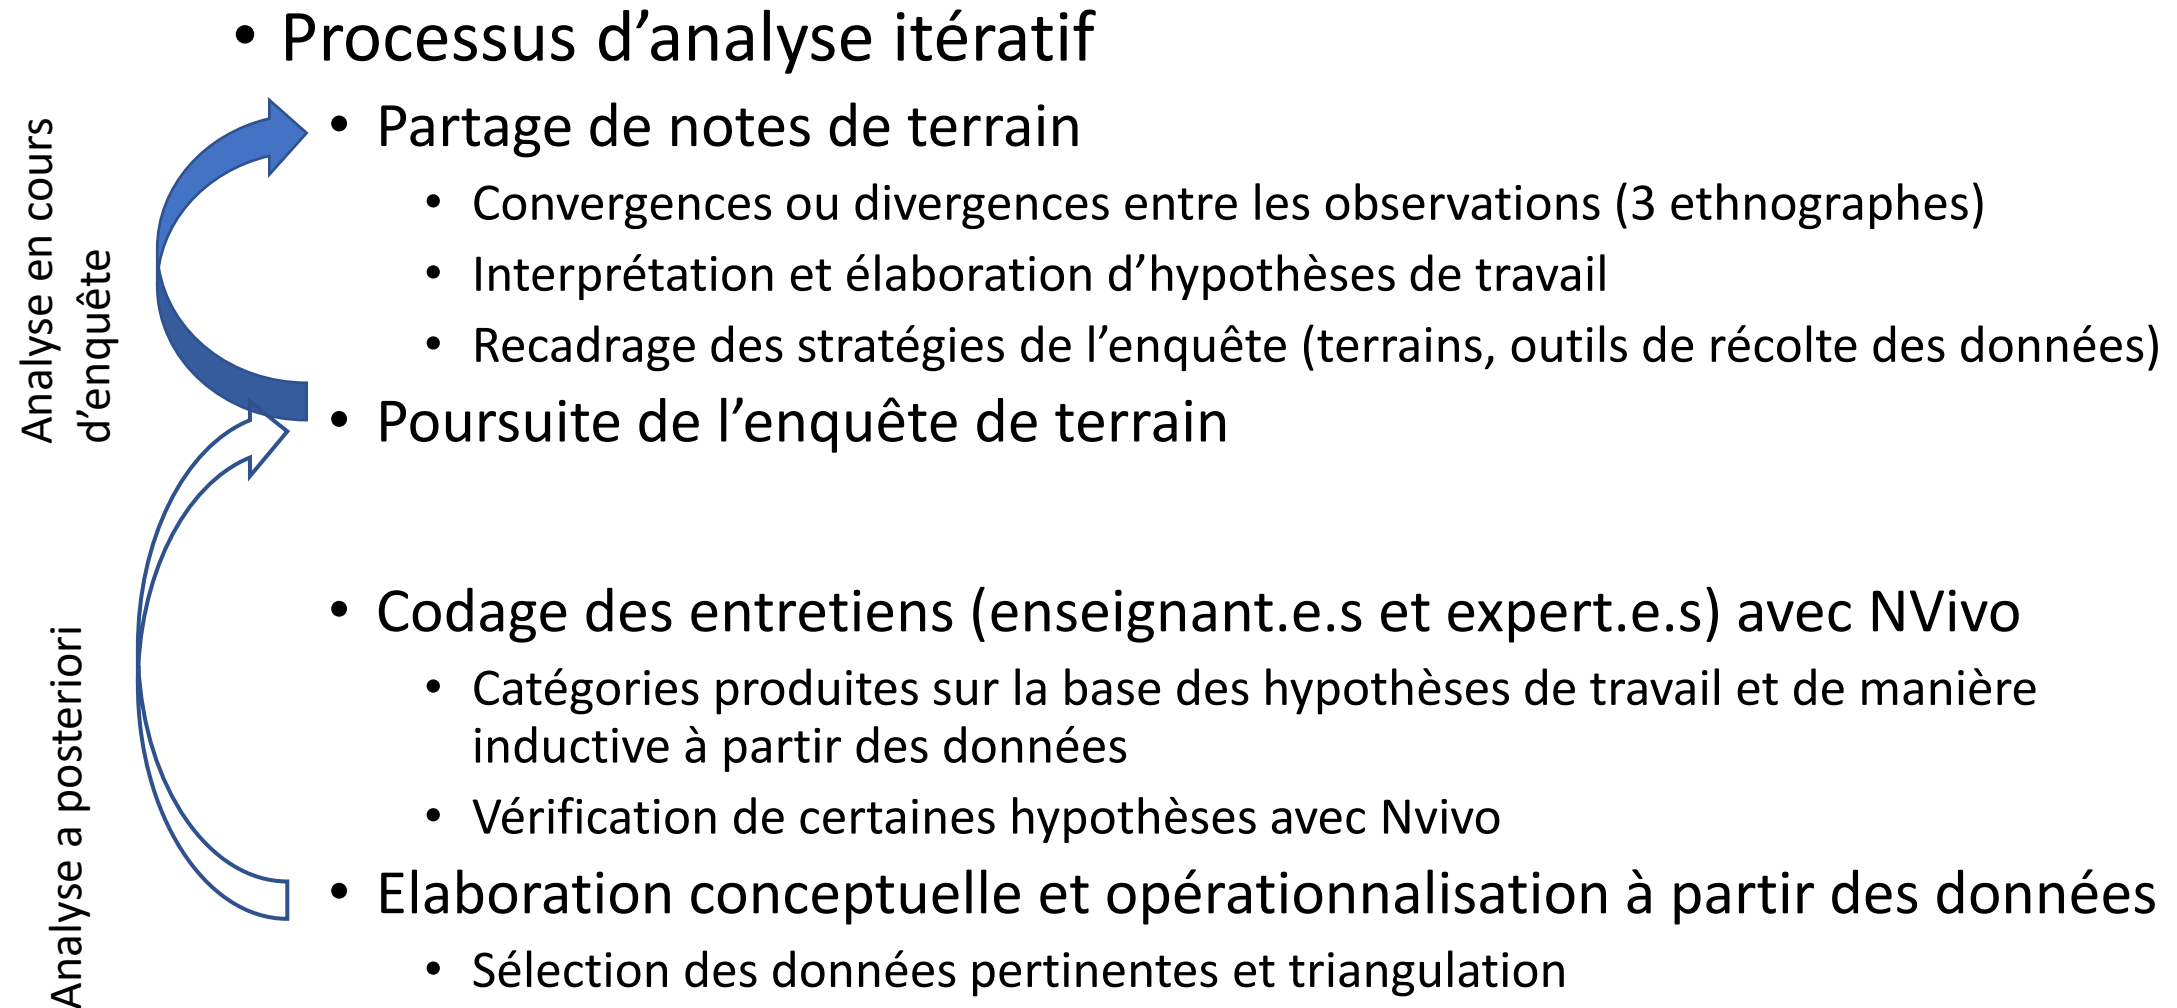 • Processus d’analyse itératif
• Partage de notes de terrain
• Convergences ou divergences entre les observations (3 ethnographes)
• Interprétation et élaboration d’hypothèses de travail
• Recadrage des stratégies de l’enquête (terrains, outils de récolte des données)
• Poursuite de l’enquête de terrain
Analyse en cours
d’enquête
• Codage des entretiens (enseignant.e.s et expert.e.s) avec NVivo
• Catégories produites sur la base des hypothèses de travail et de manière
inductive à partir des données
• Vérification de certaines hypothèses avec Nvivo
• Elaboration conceptuelle et opérationnalisation à partir des données
• Sélection des données pertinentes et triangulation
Analyse a posteriori